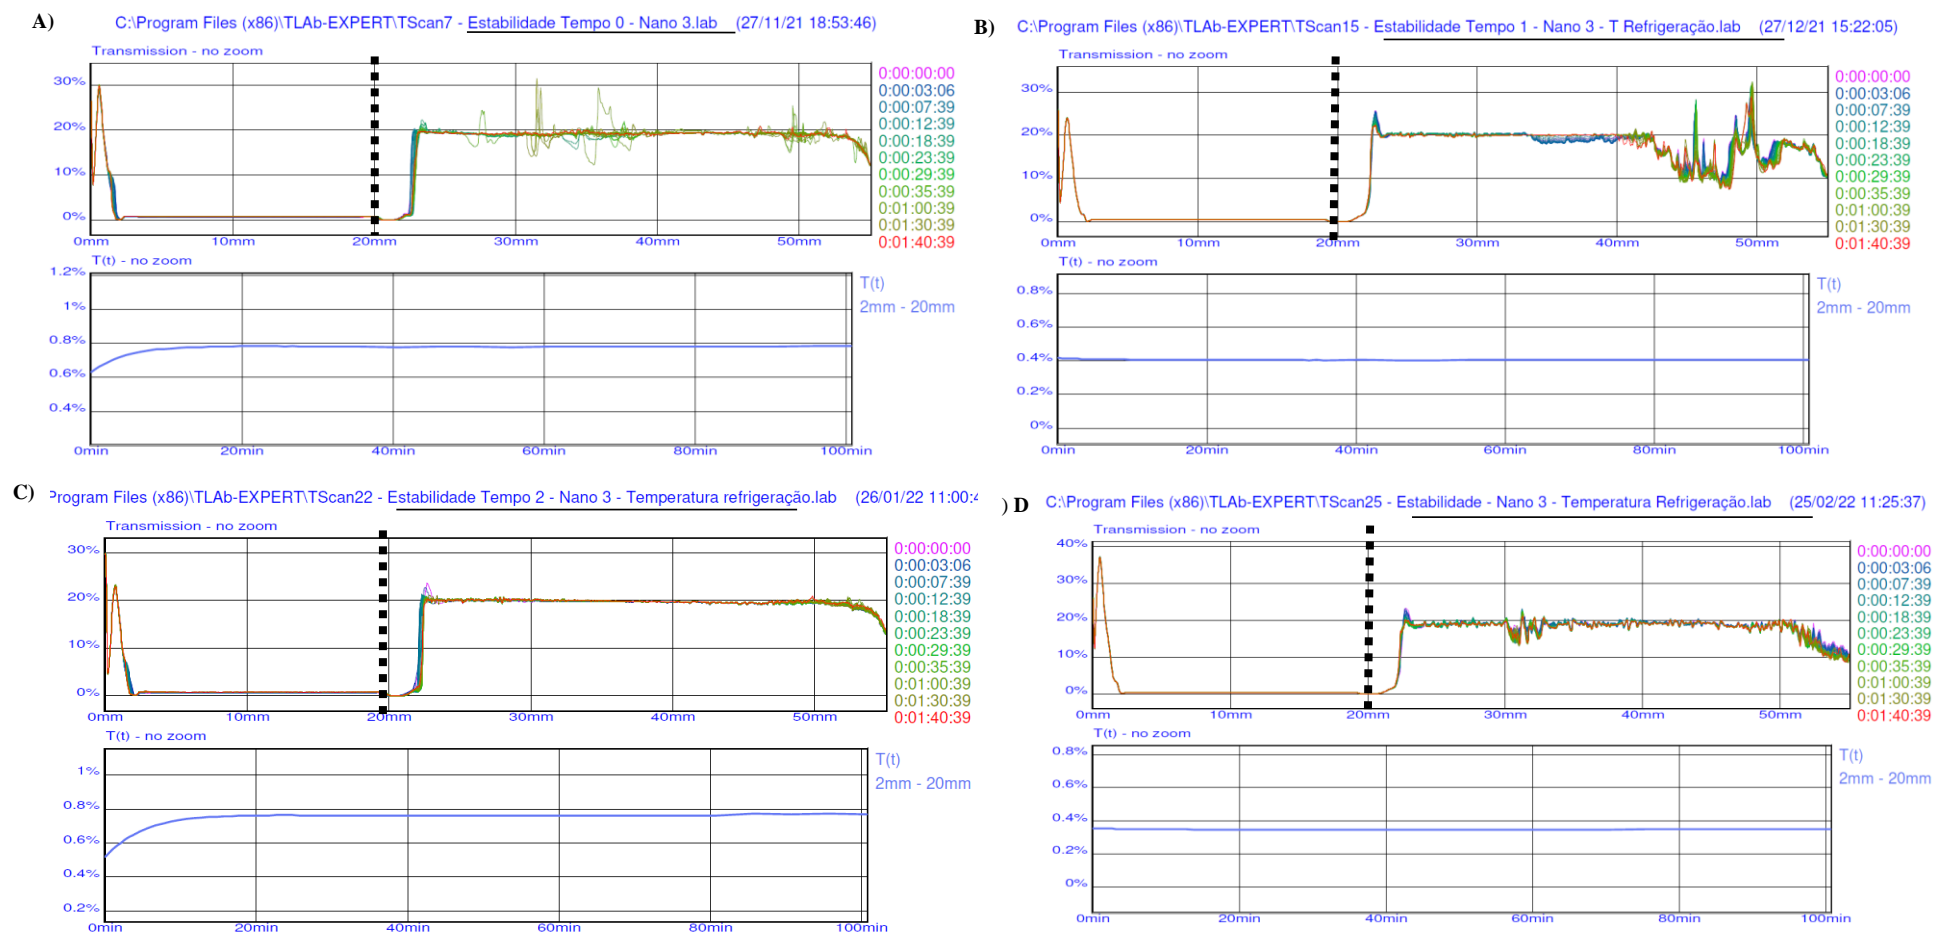 A)
C:\Program Files (x86)\TLAb-EXPERT\TScan7 - Estabilidade Tempo 0 - Nano 3.lab (27/11/21 18:53:46)
Transmission - no zoom
30%
20%
10%
0%
0mm 10mm 20mm 30mm 40mm 50mm
0:00:00:00
0:00:03:06
0:00:07:39
0:00:12:39
0:00:18:39
0:00:23:39
0:00:29:39
0:00:35:39
0:01:00:39
0:01:30:39
0:01:40:39
T(t) - no zoom
1.2%
1%
0.8%
0.6%
0.4%
0min 20min 40min 60min 80min 100min
T(t)
2mm - 20mm
B)
C:\Program Files (x86)\TLAb-EXPERT\TScan15 - Estabilidade Tempo 1 - Nano 3 - T Refrigeração.lab (27/12/21 15:22:05)
Transmission - no zoom
30%
20%
10%
0%
0mm 10mm 20mm 30mm 40mm 50mm
0:00:00:00
0:00:03:06
0:00:07:39
0:00:12:39
0:00:18:39
0:00:23:39
0:00:29:39
0:00:35:39
0:01:00:39
0:01:30:39
0:01:40:39
T(t) - no zoom
0.8%
0.6%
0.4%
0.2%
0%
0min 20min 40min 60min 80min 100min
T(t)
2mm - 20mm
C)
Program Files (x86)\TLAb-EXPERT\TScan22 - Estabilidade Tempo 2 - Nano 3 - Temperatura refrigeração.lab (26/01/22 11:00:4
Transmission - no zoom
30%
20%
10%
0%
0mm 10mm 20mm 30mm 40mm 50mm
0:00:00:00
0:00:03:06
0:00:07:39
0:00:12:39
0:00:18:39
0:00:23:39
0:00:29:39
0:00:35:39
0:01:00:39
0:01:30:39
0:01:40:39
T(t) - no zoom
1%
0.8%
0.6%
0.4%
0.2%
0min 20min 40min 60min 80min 100min
T(t)
2mm - 20mm
) D
C:\Program Files (x86)\TLAb-EXPERT\TScan25 - Estabilidade - Nano 3 - Temperatura Refrigeração.lab (25/02/22 11:25:37)
Transmission - no zoom
40%
30%
20%
10%
0%
0mm 10mm 20mm 30mm 40mm 50mm
0:00:00:00
0:00:03:06
0:00:07:39
0:00:12:39
0:00:18:39
0:00:23:39
0:00:29:39
0:00:35:39
0:01:00:39
0:01:30:39
0:01:40:39
T(t) - no zoom
0.8%
0.6%
0.4%
0.2%
0%
0min 20min 40min 60min 80min 100min
T(t)
2mm - 20mm